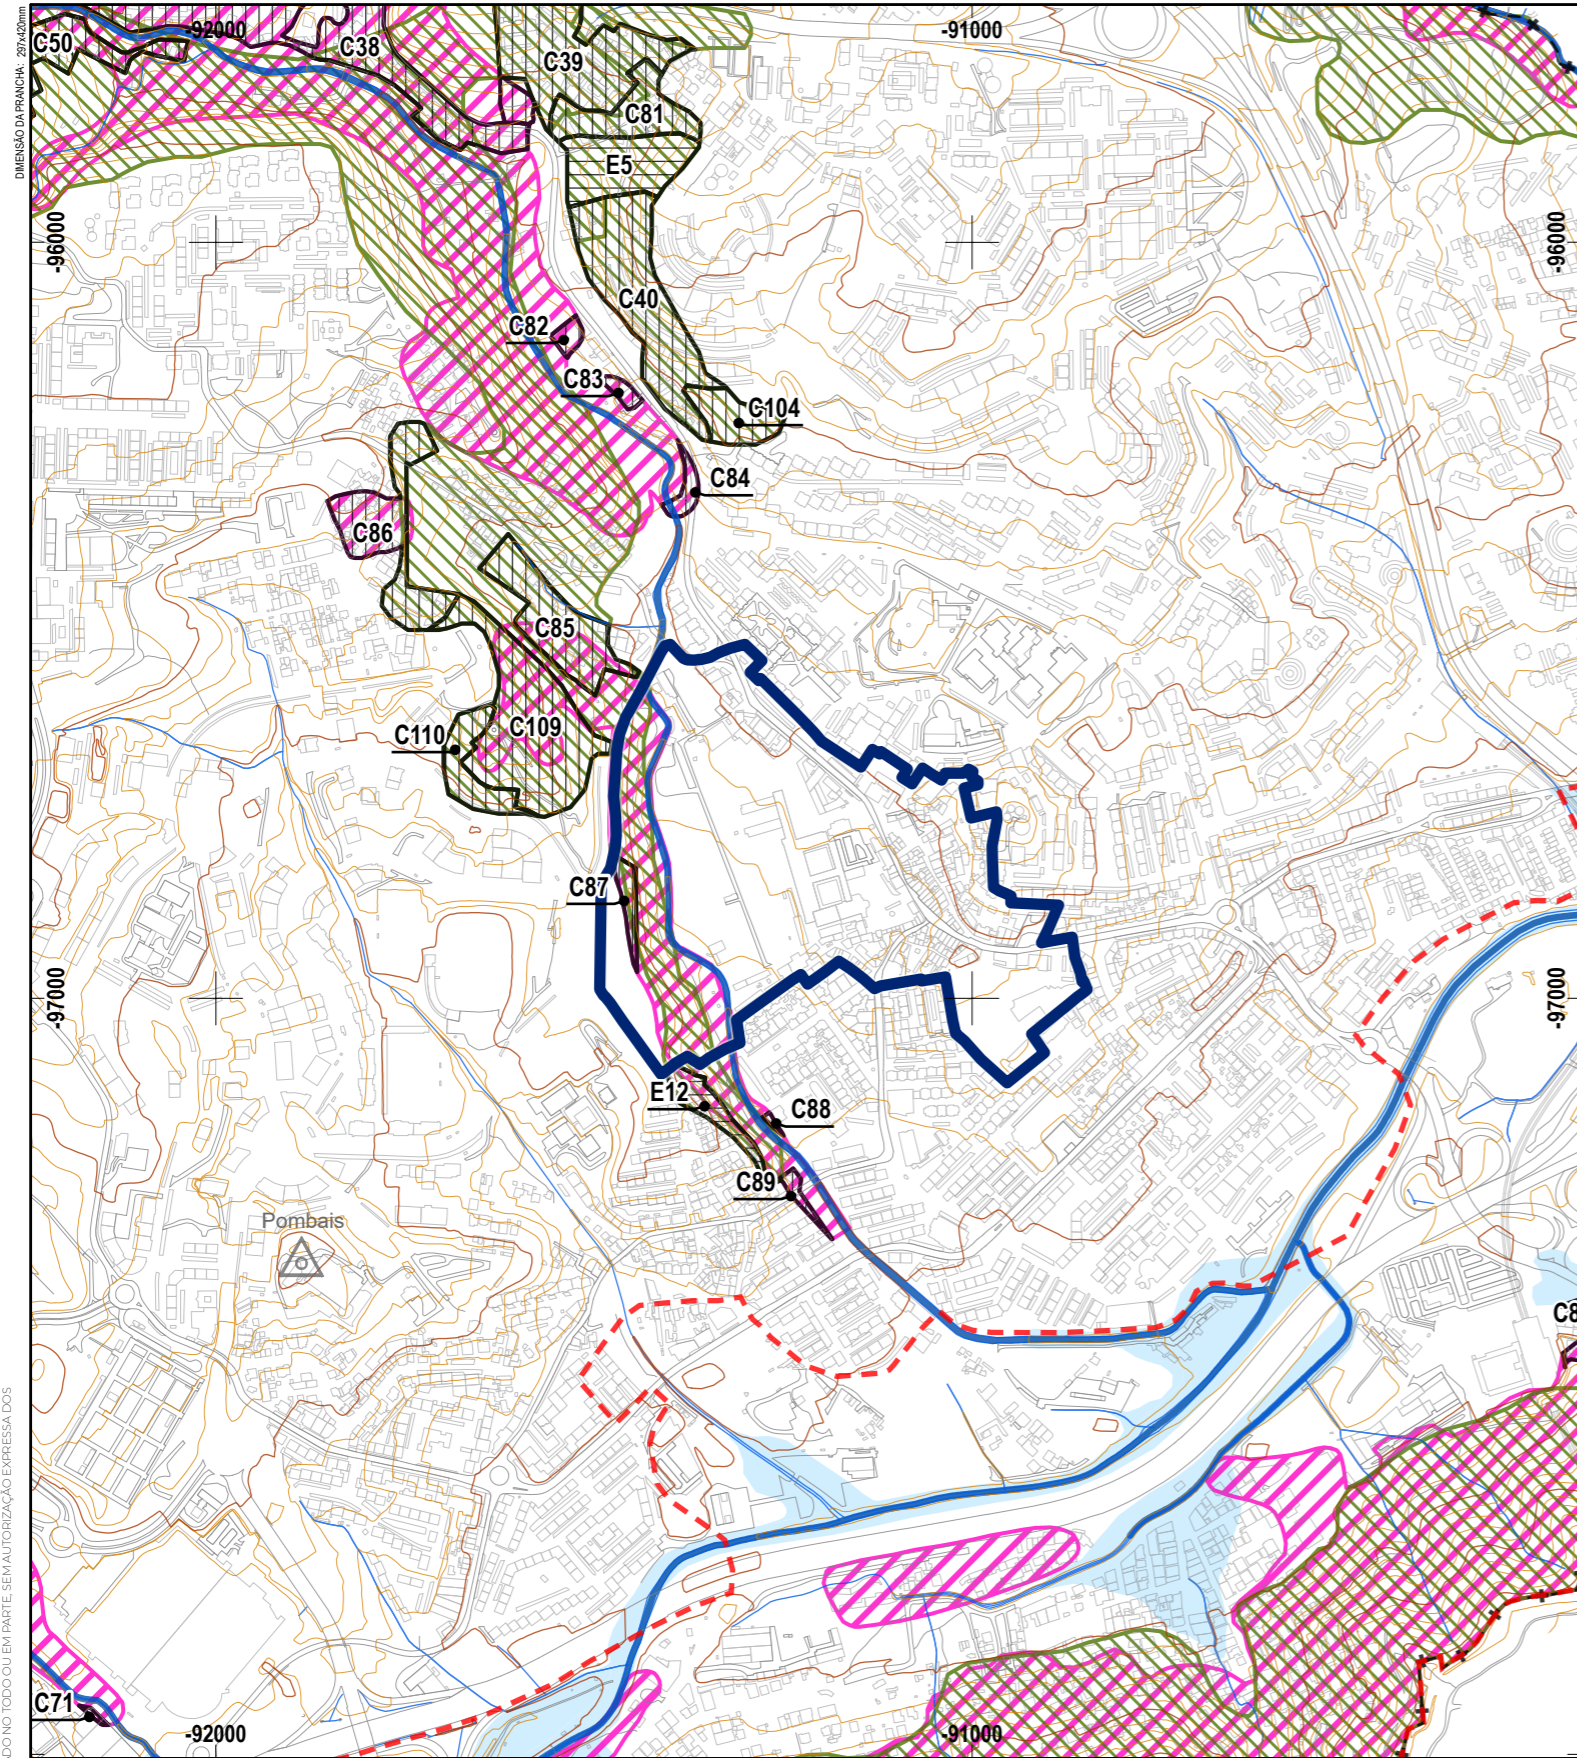 DIMENSÃO DA PRANCHA: 297x420mm
-92000
-91000
C50
C38
C39
C81
E5
-96000
-96000
C40
C82
C83
C104
C84
C86
C85
C110
C109
C87
-97000
-97000
E12
C88
C89
Pombais
C8
C71
-92000
-91000
DO NO TODO OU EM PARTE, SEM AUTORIZAÇÃO EXPRESSA DOS